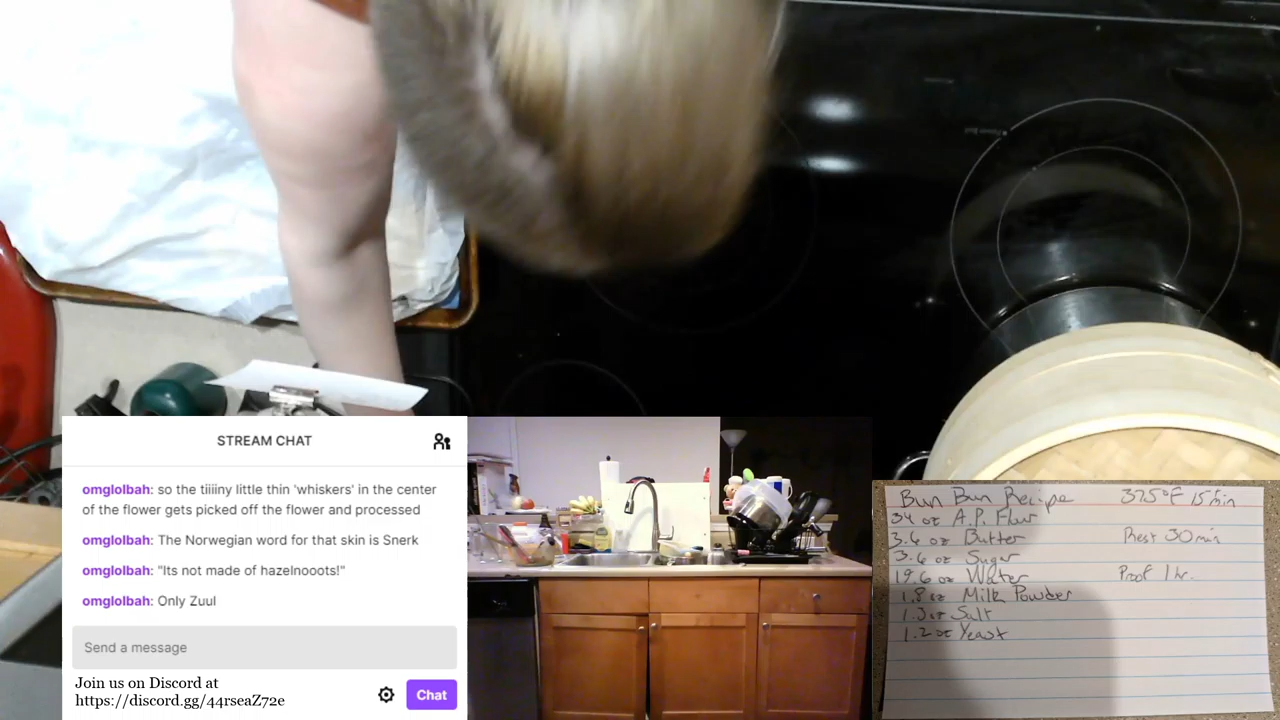 STREAM CHAT
omglolbah: so the tiiiiny little thin 'whiskers' in the center
of the flower gets picked off the flower and processed
omglolbah: The Norwegian word for that skin is Snerk
omglolbah: "Its not made of hazelnooots!"
omglolbah: Only Zuul
Send a message
Join us on Discord at
https://discord.gg/44rseaZ72e
Chat
Bun Bun Recipe 375°F 15 min
34 oz A.P. Flour
3.6 oz Butter Rest 30 min
3.6 oz Sugar
19.6 oz Water Proof 1 hr.
1.8 oz Milk Powder
1.3 oz Salt
1.2 oz Yeast